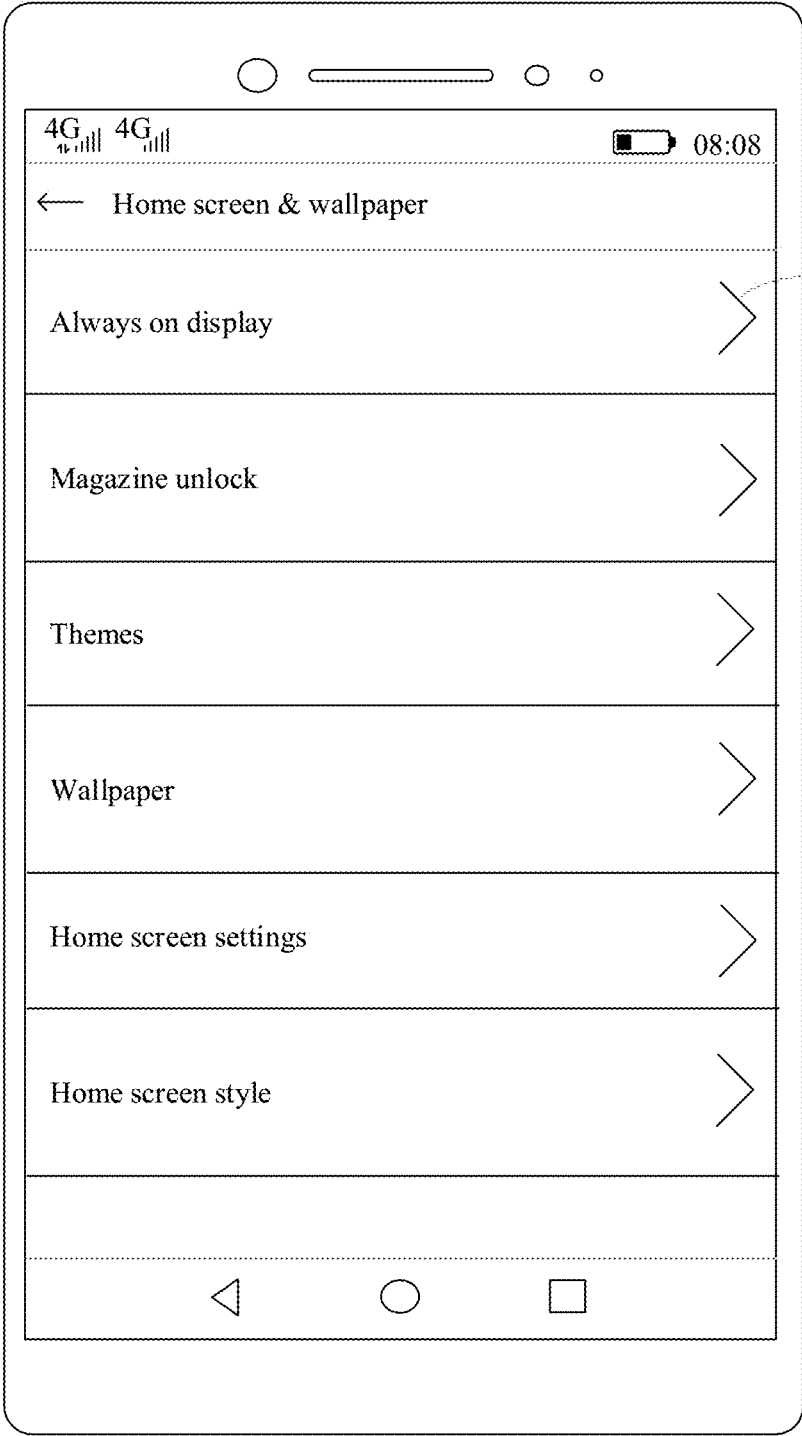 4G 4G 08:08
Home screen & wallpaper
Always on display
Magazine unlock
Themes
Wallpaper
Home screen settings
Home screen style